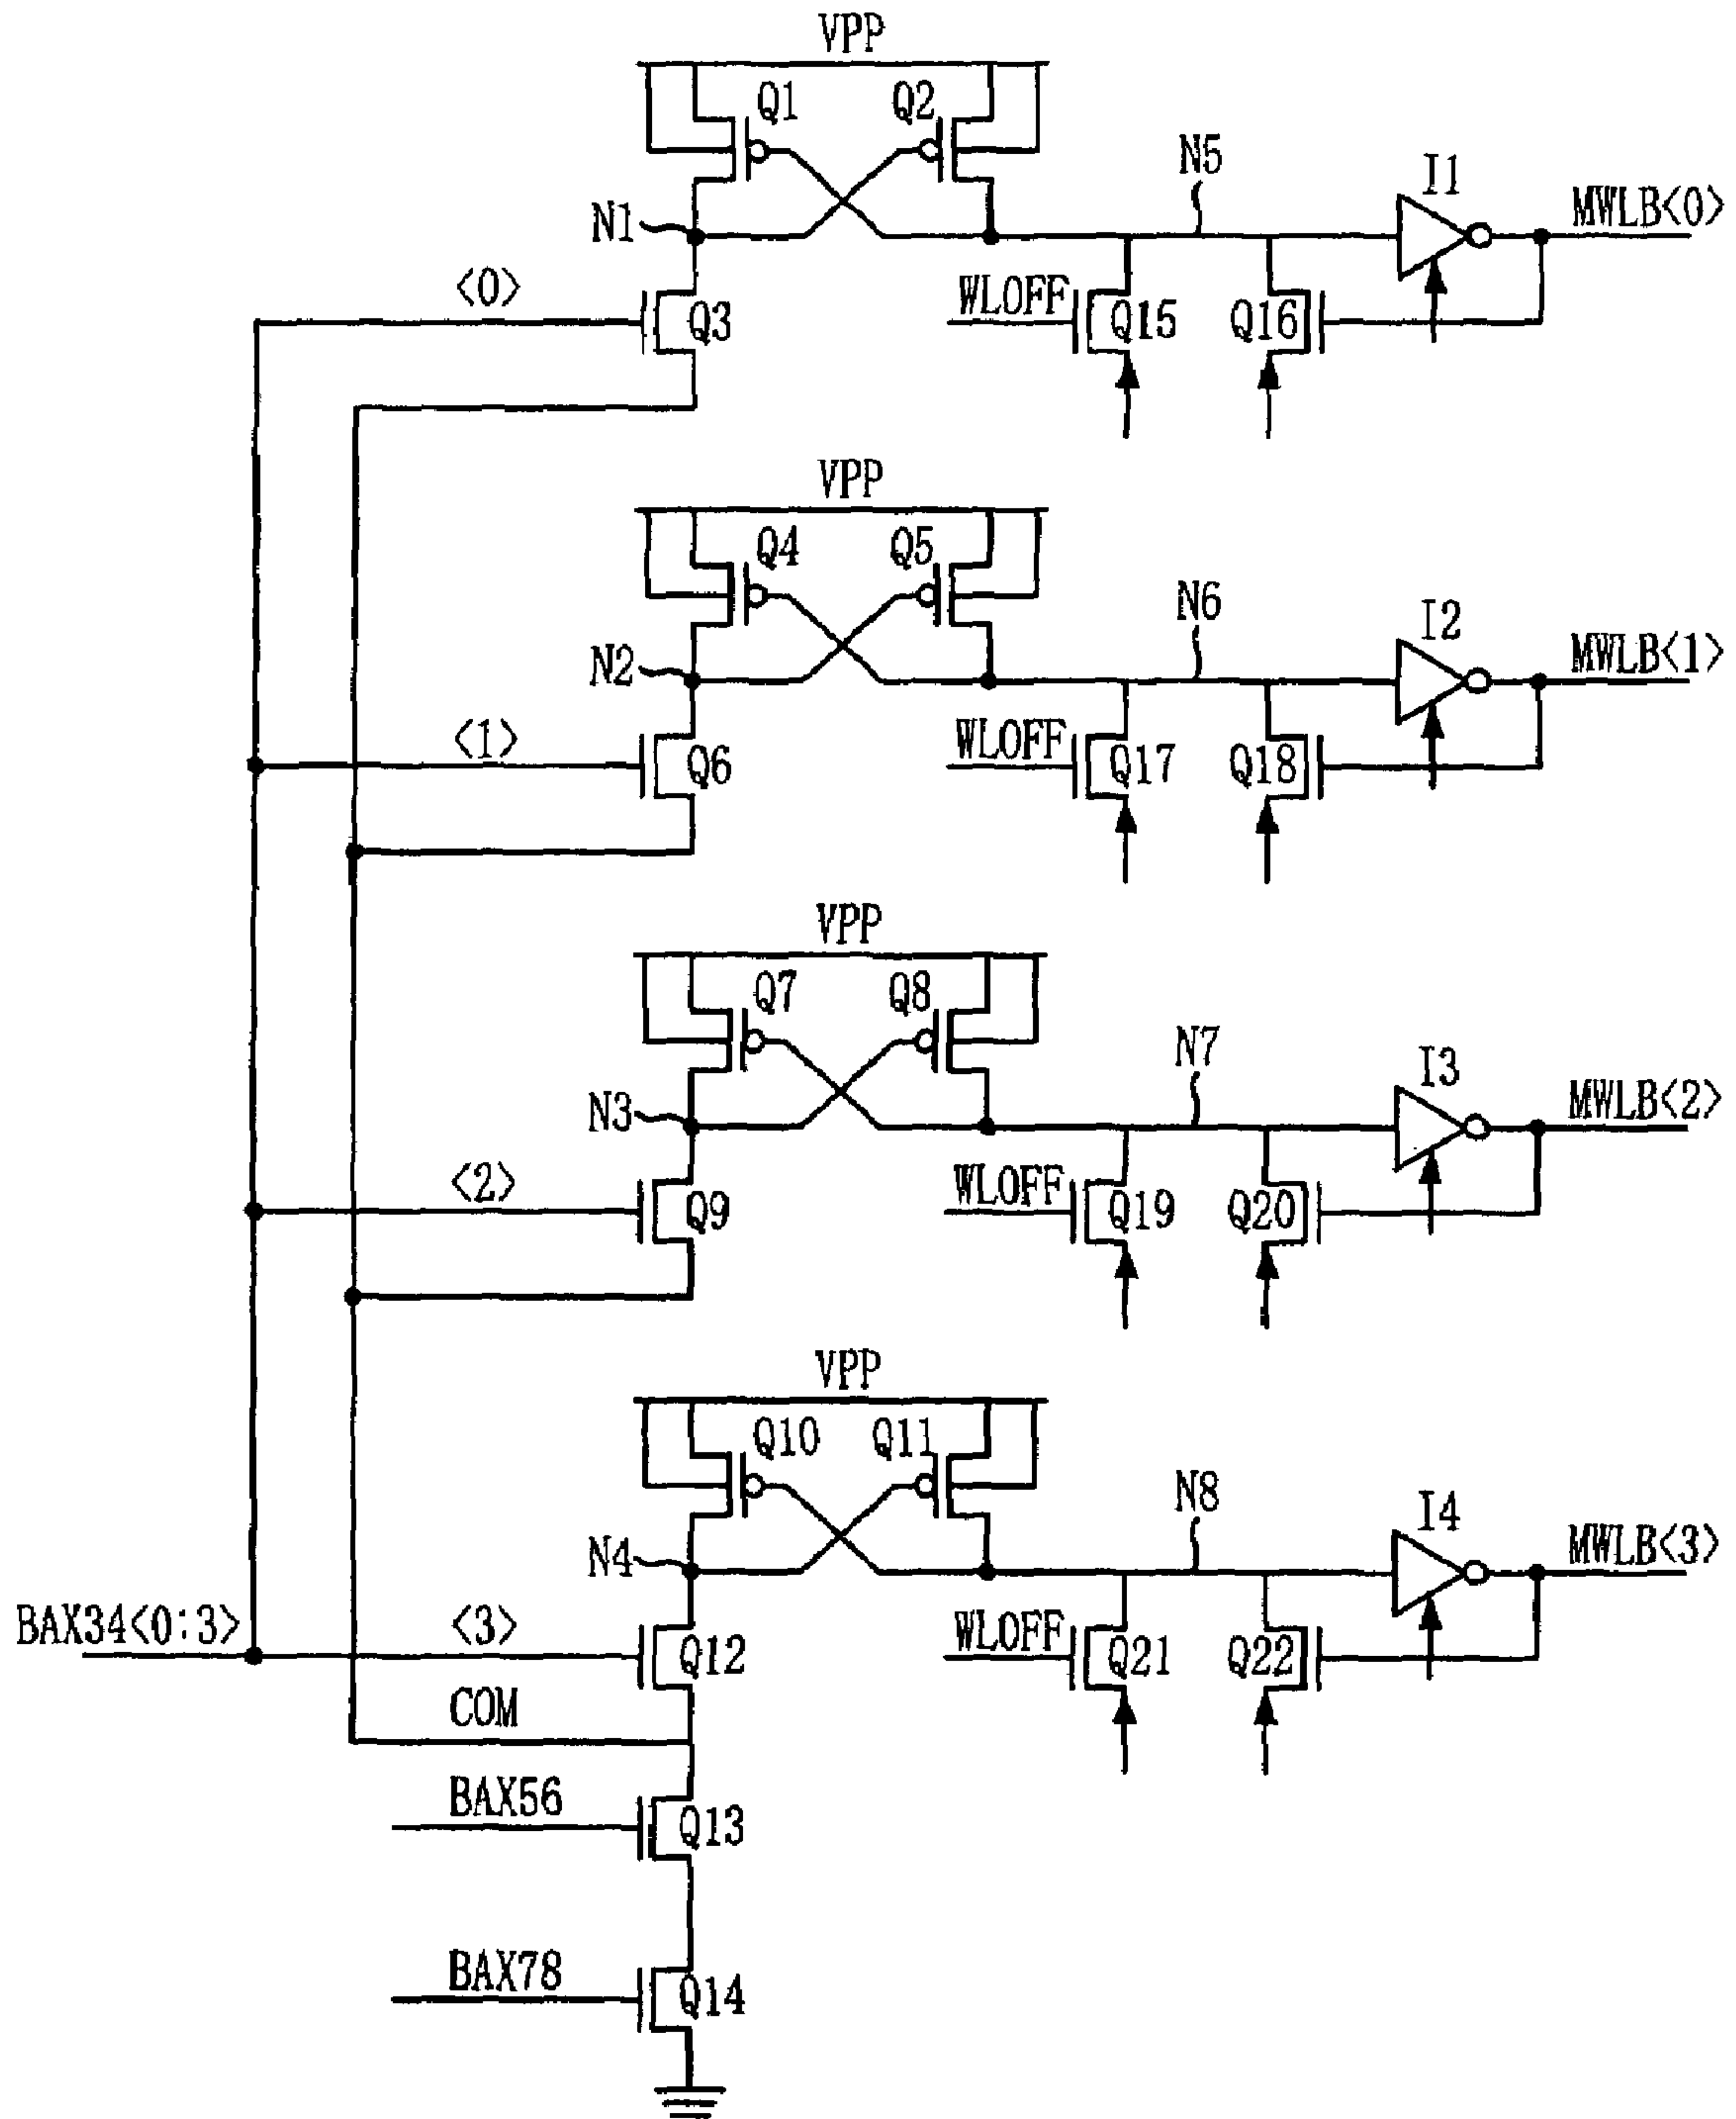 VPP
Q1 Q2
N5
I1
MWLB<0>
N1
<0>
Q3
WLOFF
Q15
Q16
VPP
Q4 Q5
N6
I2
MWLB<1>
N2
<1>
Q6
WLOFF
Q17
Q18
VPP
Q7 Q8
N7
I3
MWLB<2>
N3
<2>
Q9
WLOFF
Q19
Q20
VPP
Q10 Q11
N8
I4
MWLB<3>
N4
BAX34<0:3>
<3>
Q12
WLOFF
Q21
Q22
COM
BAX56
Q13
BAX78
Q14